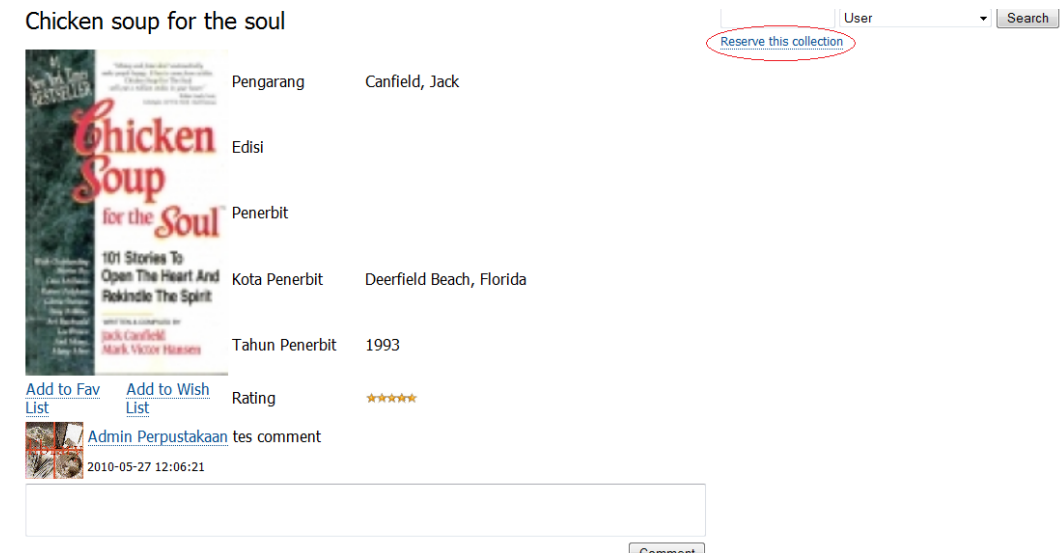 Chicken soup for the soul
User
Search
Reserve this collection
#1
New York Times
BESTSELLER
Chicken
Soup
for the Soul
101 Stories To
Open The Heart And
Rekindle The Spirit
WRITTEN & COMPILED BY
Jack Canfield
Mark Victor Hansen
Pengarang Canfield, Jack
Edisi
Penerbit
Kota Penerbit Deerfield Beach, Florida
Tahun Penerbit 1993
Add to Fav List
Add to Wish List
Rating
Admin Perpustakaan tes comment
2010-05-27 12:06:21
Comment